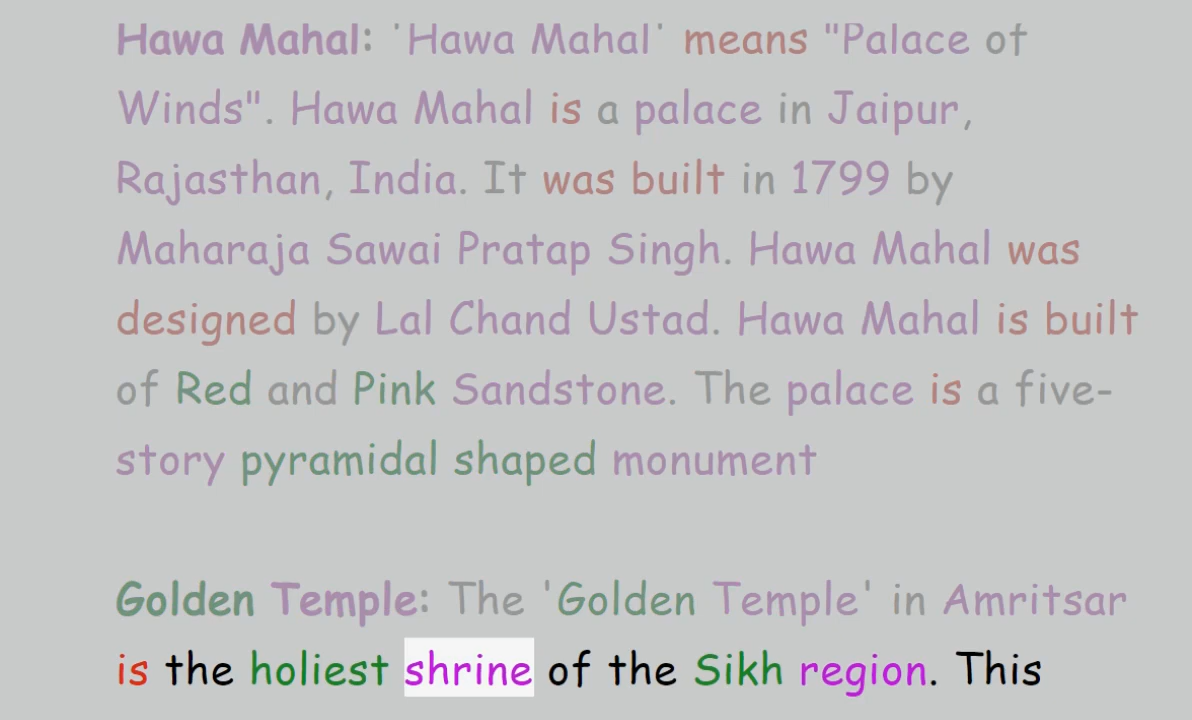 Hawa Mahal: 'Hawa Mahal' means "Palace of
Winds". Hawa Mahal is a palace in Jaipur,
Rajasthan, India. It was built in 1799 by
Maharaja Sawai Pratap Singh. Hawa Mahal was
designed by Lal Chand Ustad. Hawa Mahal is built
of Red and Pink Sandstone. The palace is a five-
story pyramidal shaped monument
Golden Temple: The 'Golden Temple' in Amritsar
is the holiest shrine of the Sikh region. This